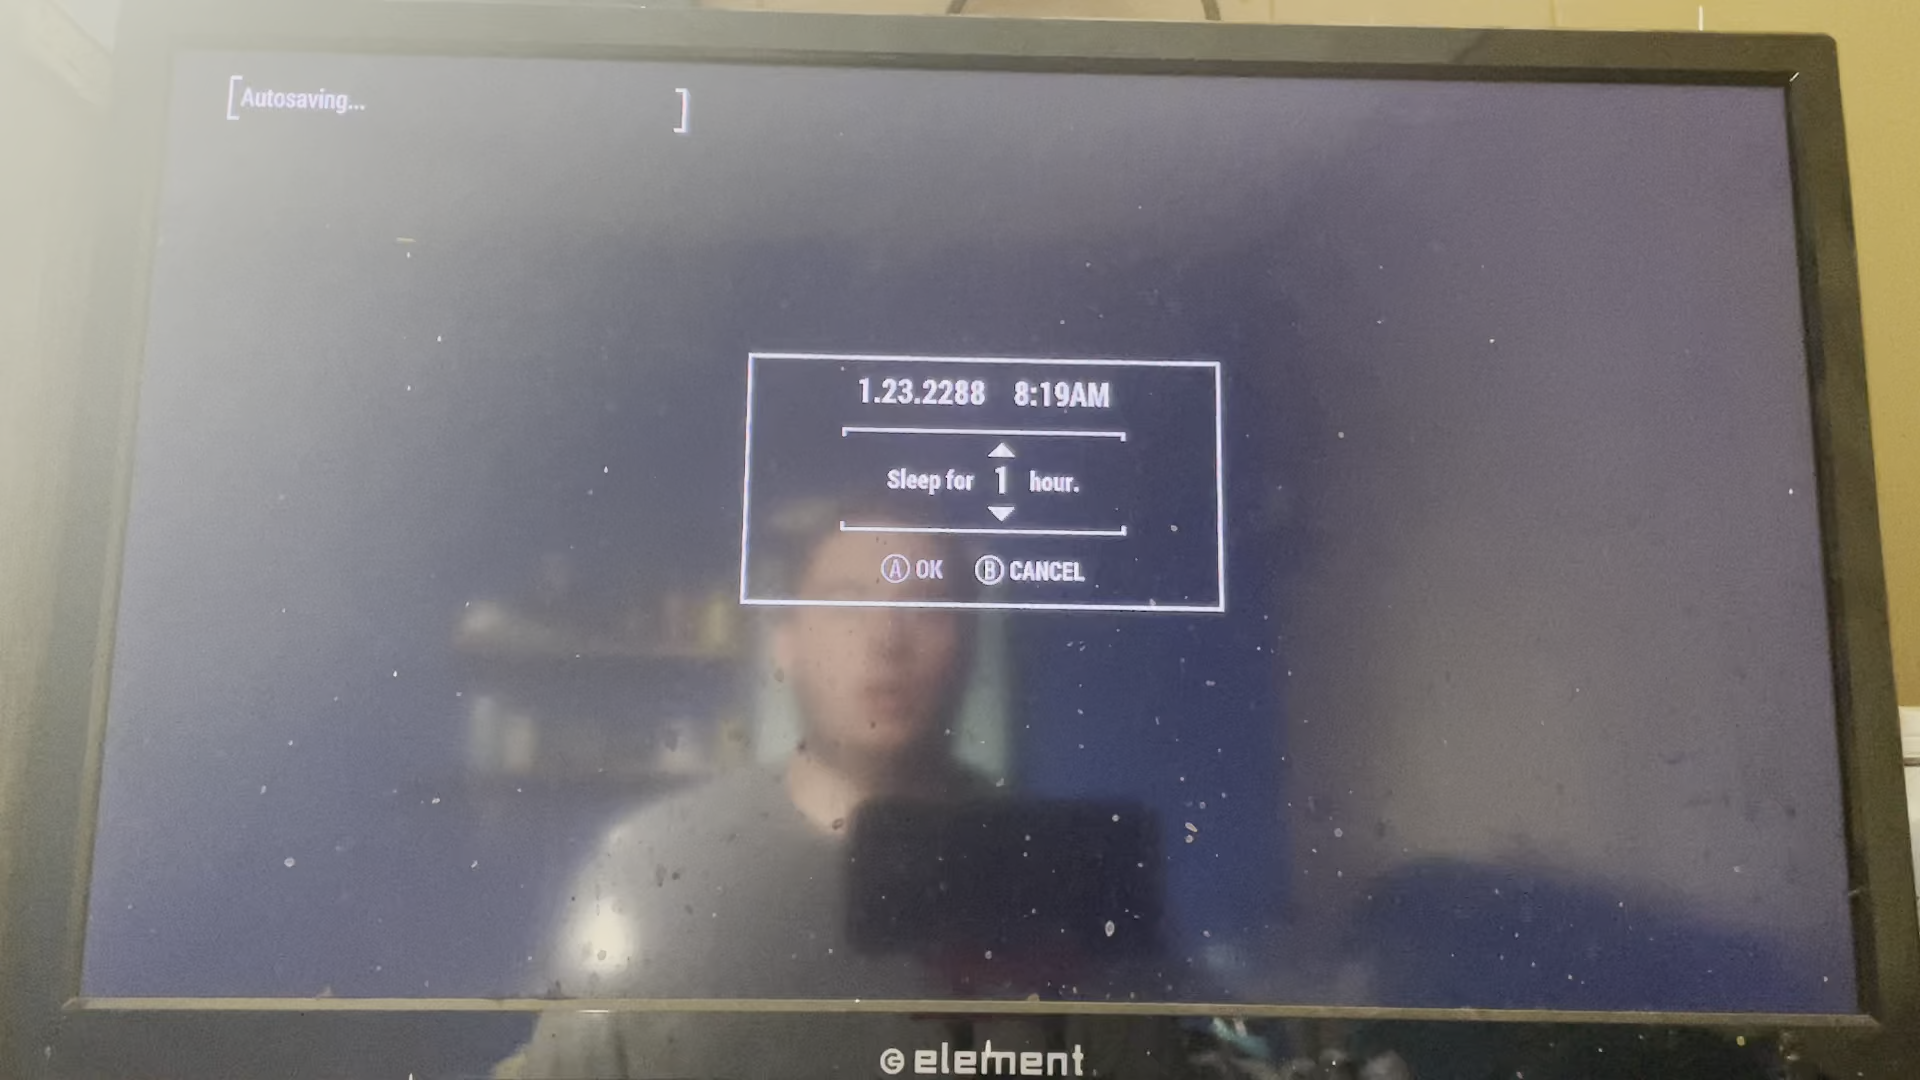 [Autosaving... ]
1.23.2288 8:19AM
Sleep for 1 hour.
Ⓐ OK Ⓑ CANCEL
element